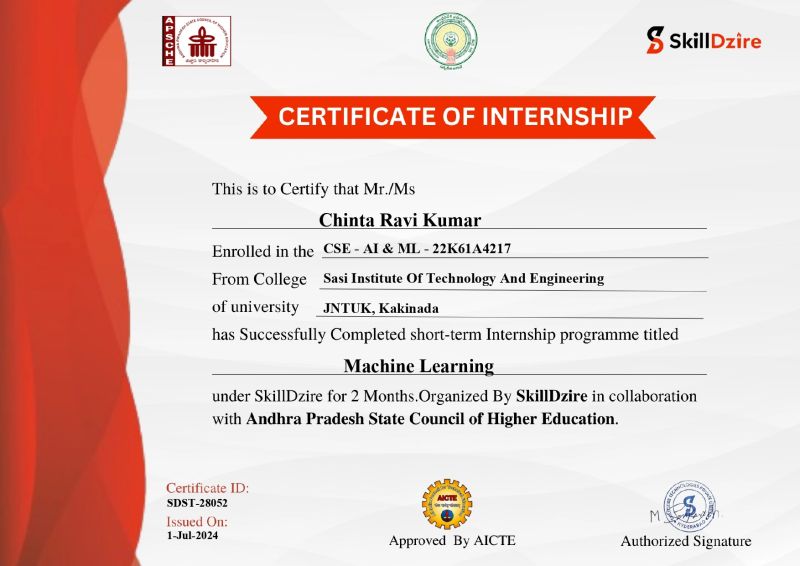 APSCHE
SkillDzire
CERTIFICATE OF INTERNSHIP
This is to Certify that Mr./Ms
Chinta Ravi Kumar
Enrolled in the CSE - AI & ML - 22K61A4217
From College Sasi Institute Of Technology And Engineering
of university JNTUK, Kakinada
has Successfully Completed short-term Internship programme titled
Machine Learning
under SkillDzire for 2 Months.Organized By SkillDzire in collaboration
with Andhra Pradesh State Council of Higher Education.
Certificate ID:
SDST-28052
Issued On:
1-Jul-2024
AICTE
Approved By AICTE
Authorized Signature